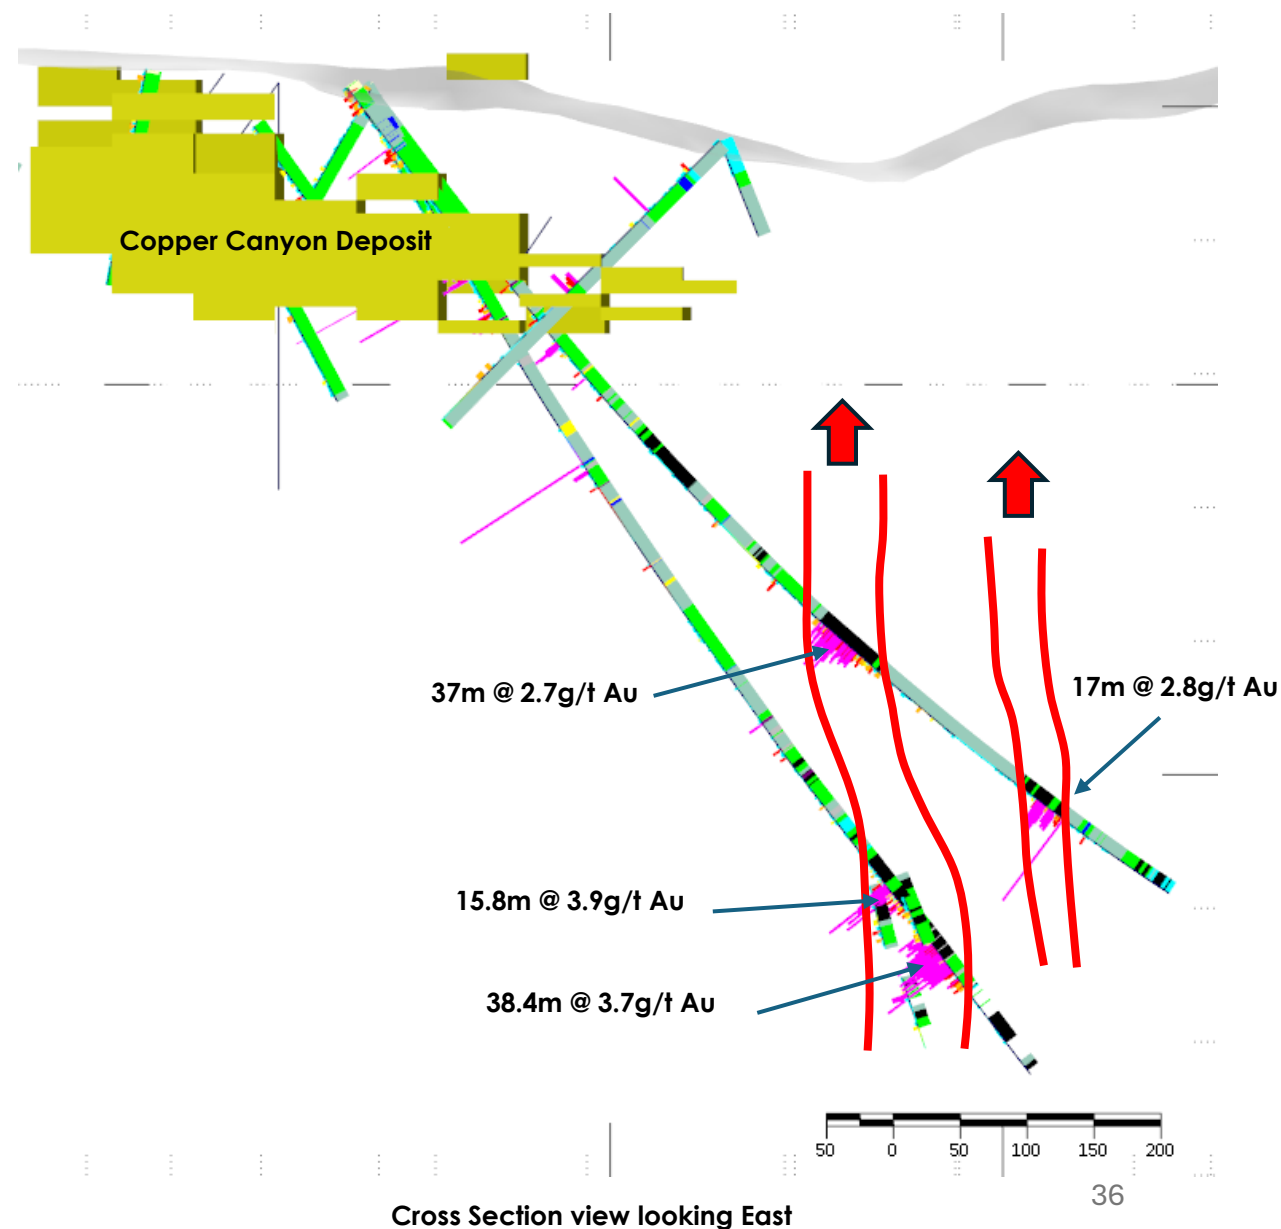 Copper Canyon Deposit
37m @ 2.7g/t Au
17m @ 2.8g/t Au
15.8m @ 3.9g/t Au
38.4m @ 3.7g/t Au
50 0 50 100 150 200
36
Cross Section view looking East